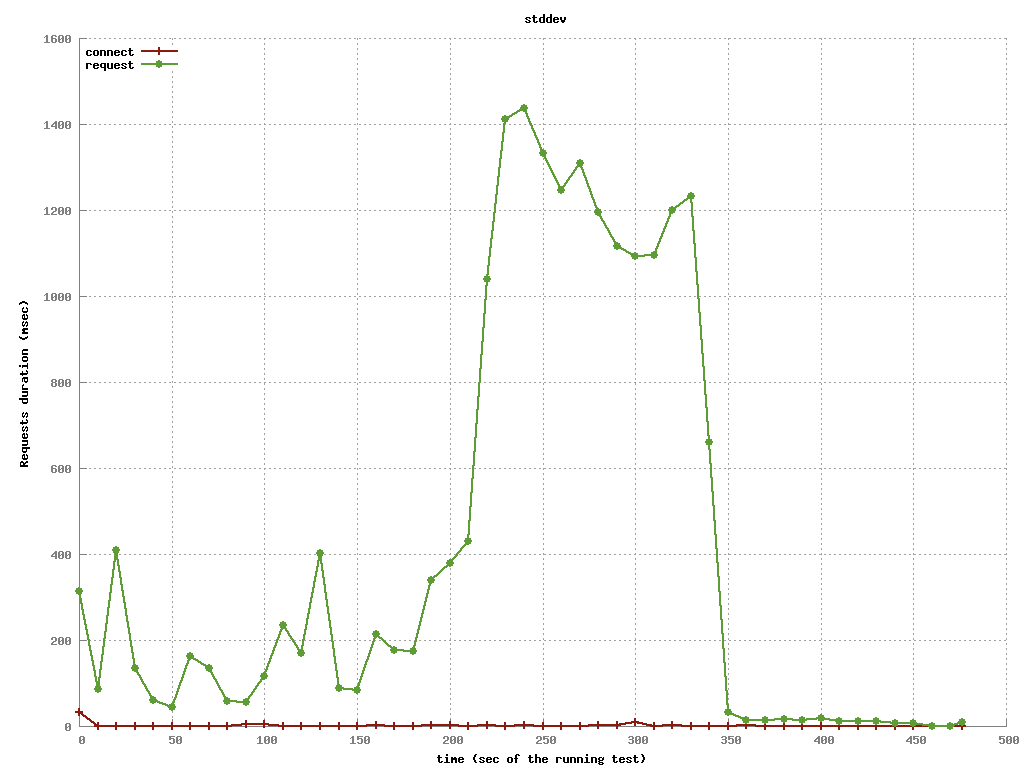 stddev
1600
connect
request
1400
1200
1000
800
600
400
200
0
0 50 100 150 200 250 300 350 400 450 500
Requests duration (msec)
time (sec of the running test)